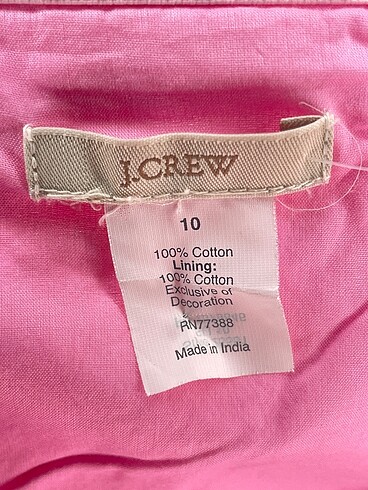 J.CREW
10
100% Cotton
Lining:
100% Cotton
Exclusive of
Decoration
RN77388
Made in India